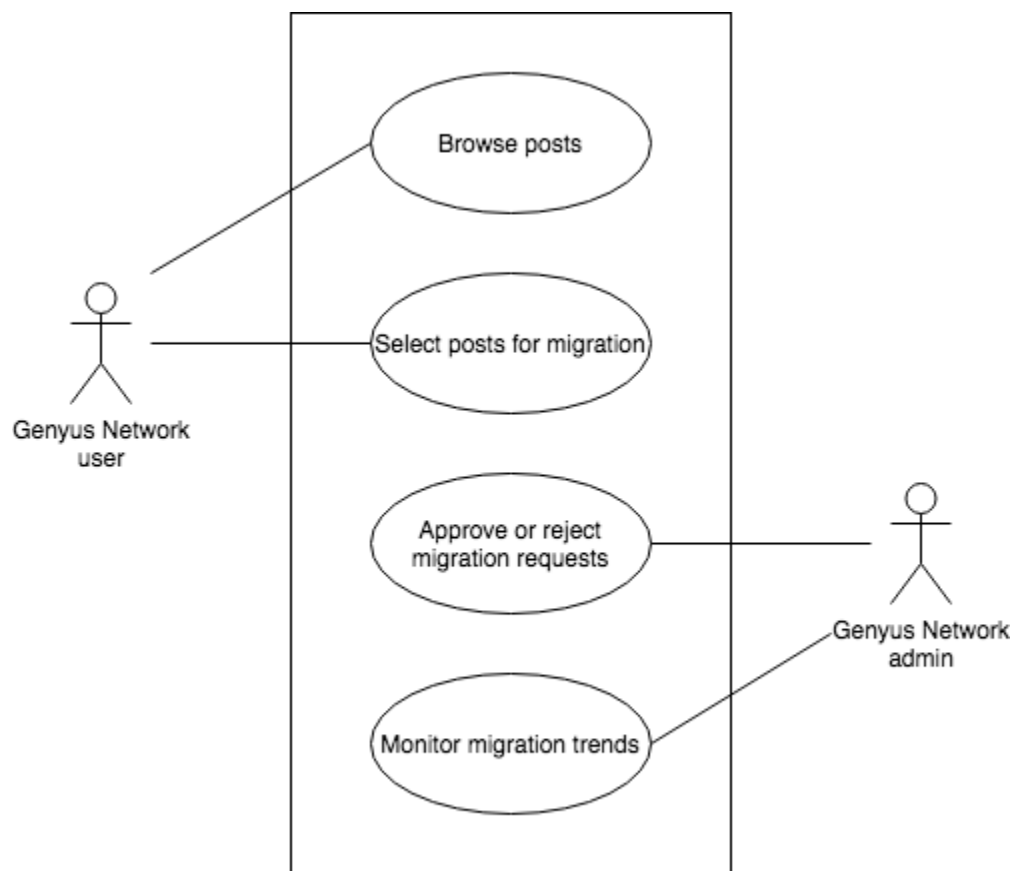 Browse posts
Select posts for migration
Genyus Network
user
Approve or reject
migration requests
Genyus Network
admin
Monitor migration trends